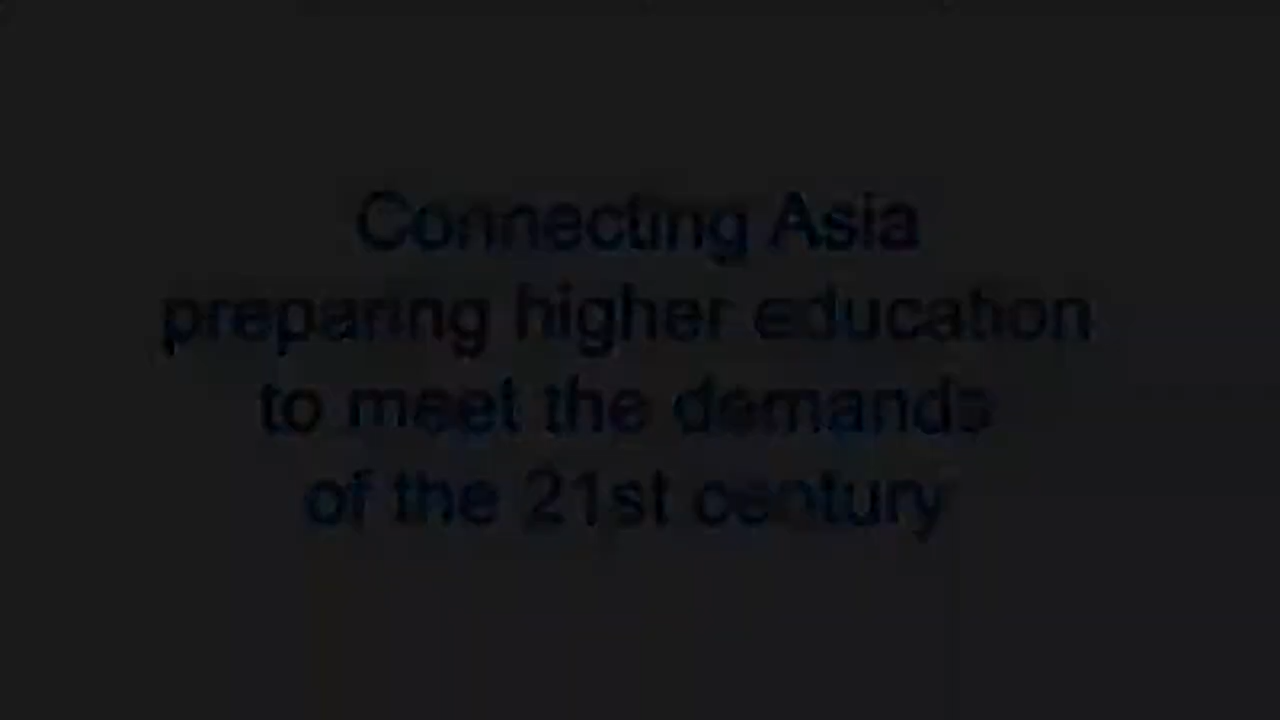 Connecting Asia
preparing higher education
to meet the demands
of the 21st century